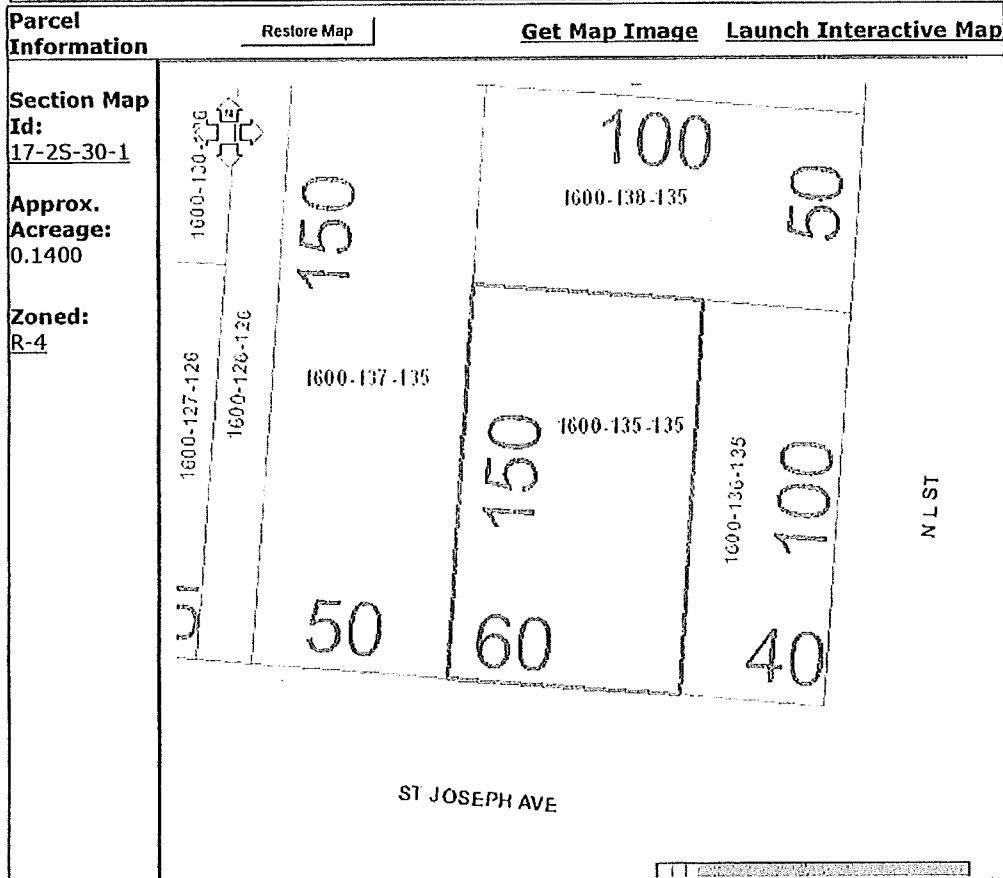 Parcel
Information
Restore Map
Get Map Image
Launch Interactive Map
Section Map
Id:
17-2S-30-1
Approx.
Acreage:
0.1400
Zoned:
R-4
150
100
1600-138-135
50
1600-127-126
1600-126-126
1600-137-135
150
1600-135-135
1600-136-135
100
N L ST
50
60
40
ST JOSEPH AVE